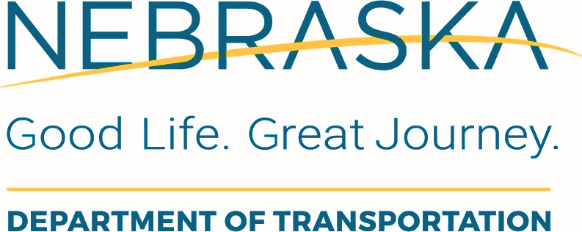 NEBRASKA
Good Life. Great Journey.
DEPARTMENT OF TRANSPORTATION